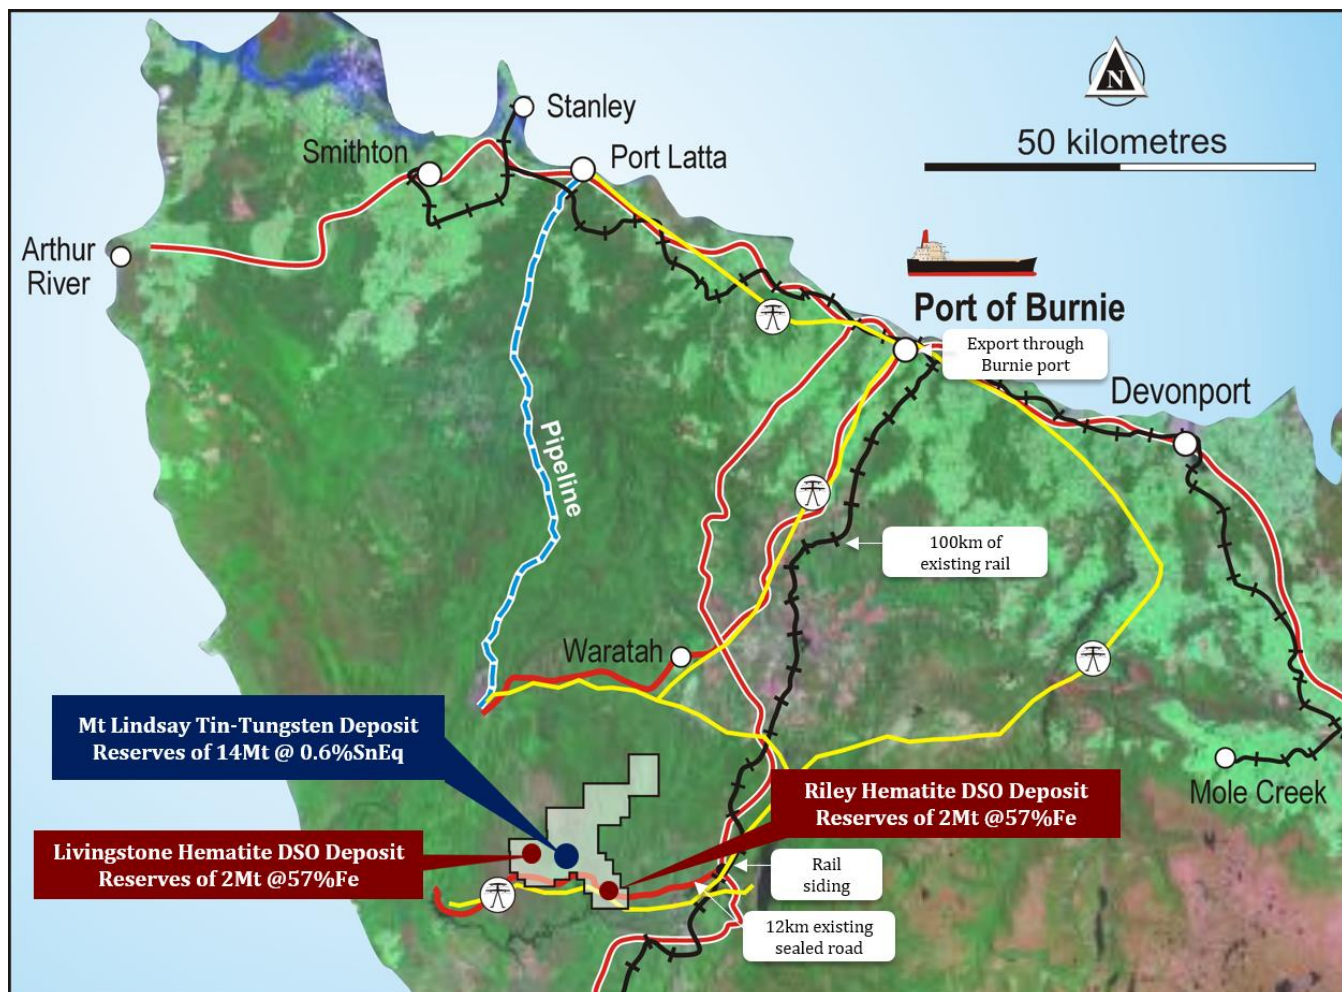 N
50 kilometres
Stanley
Smithton
Port Latta
Arthur
River
Port of Burnie
Export through
Burnie port
Devonport
Pipeline
100km of
existing rail
Waratah
Mt Lindsay Tin-Tungsten Deposit
Reserves of 14Mt @ 0.6%SnEq
Riley Hematite DSO Deposit
Reserves of 2Mt @57%Fe
Mole Creek
Livingstone Hematite DSO Deposit
Reserves of 2Mt @57%Fe
Rail
siding
12km existing
sealed road